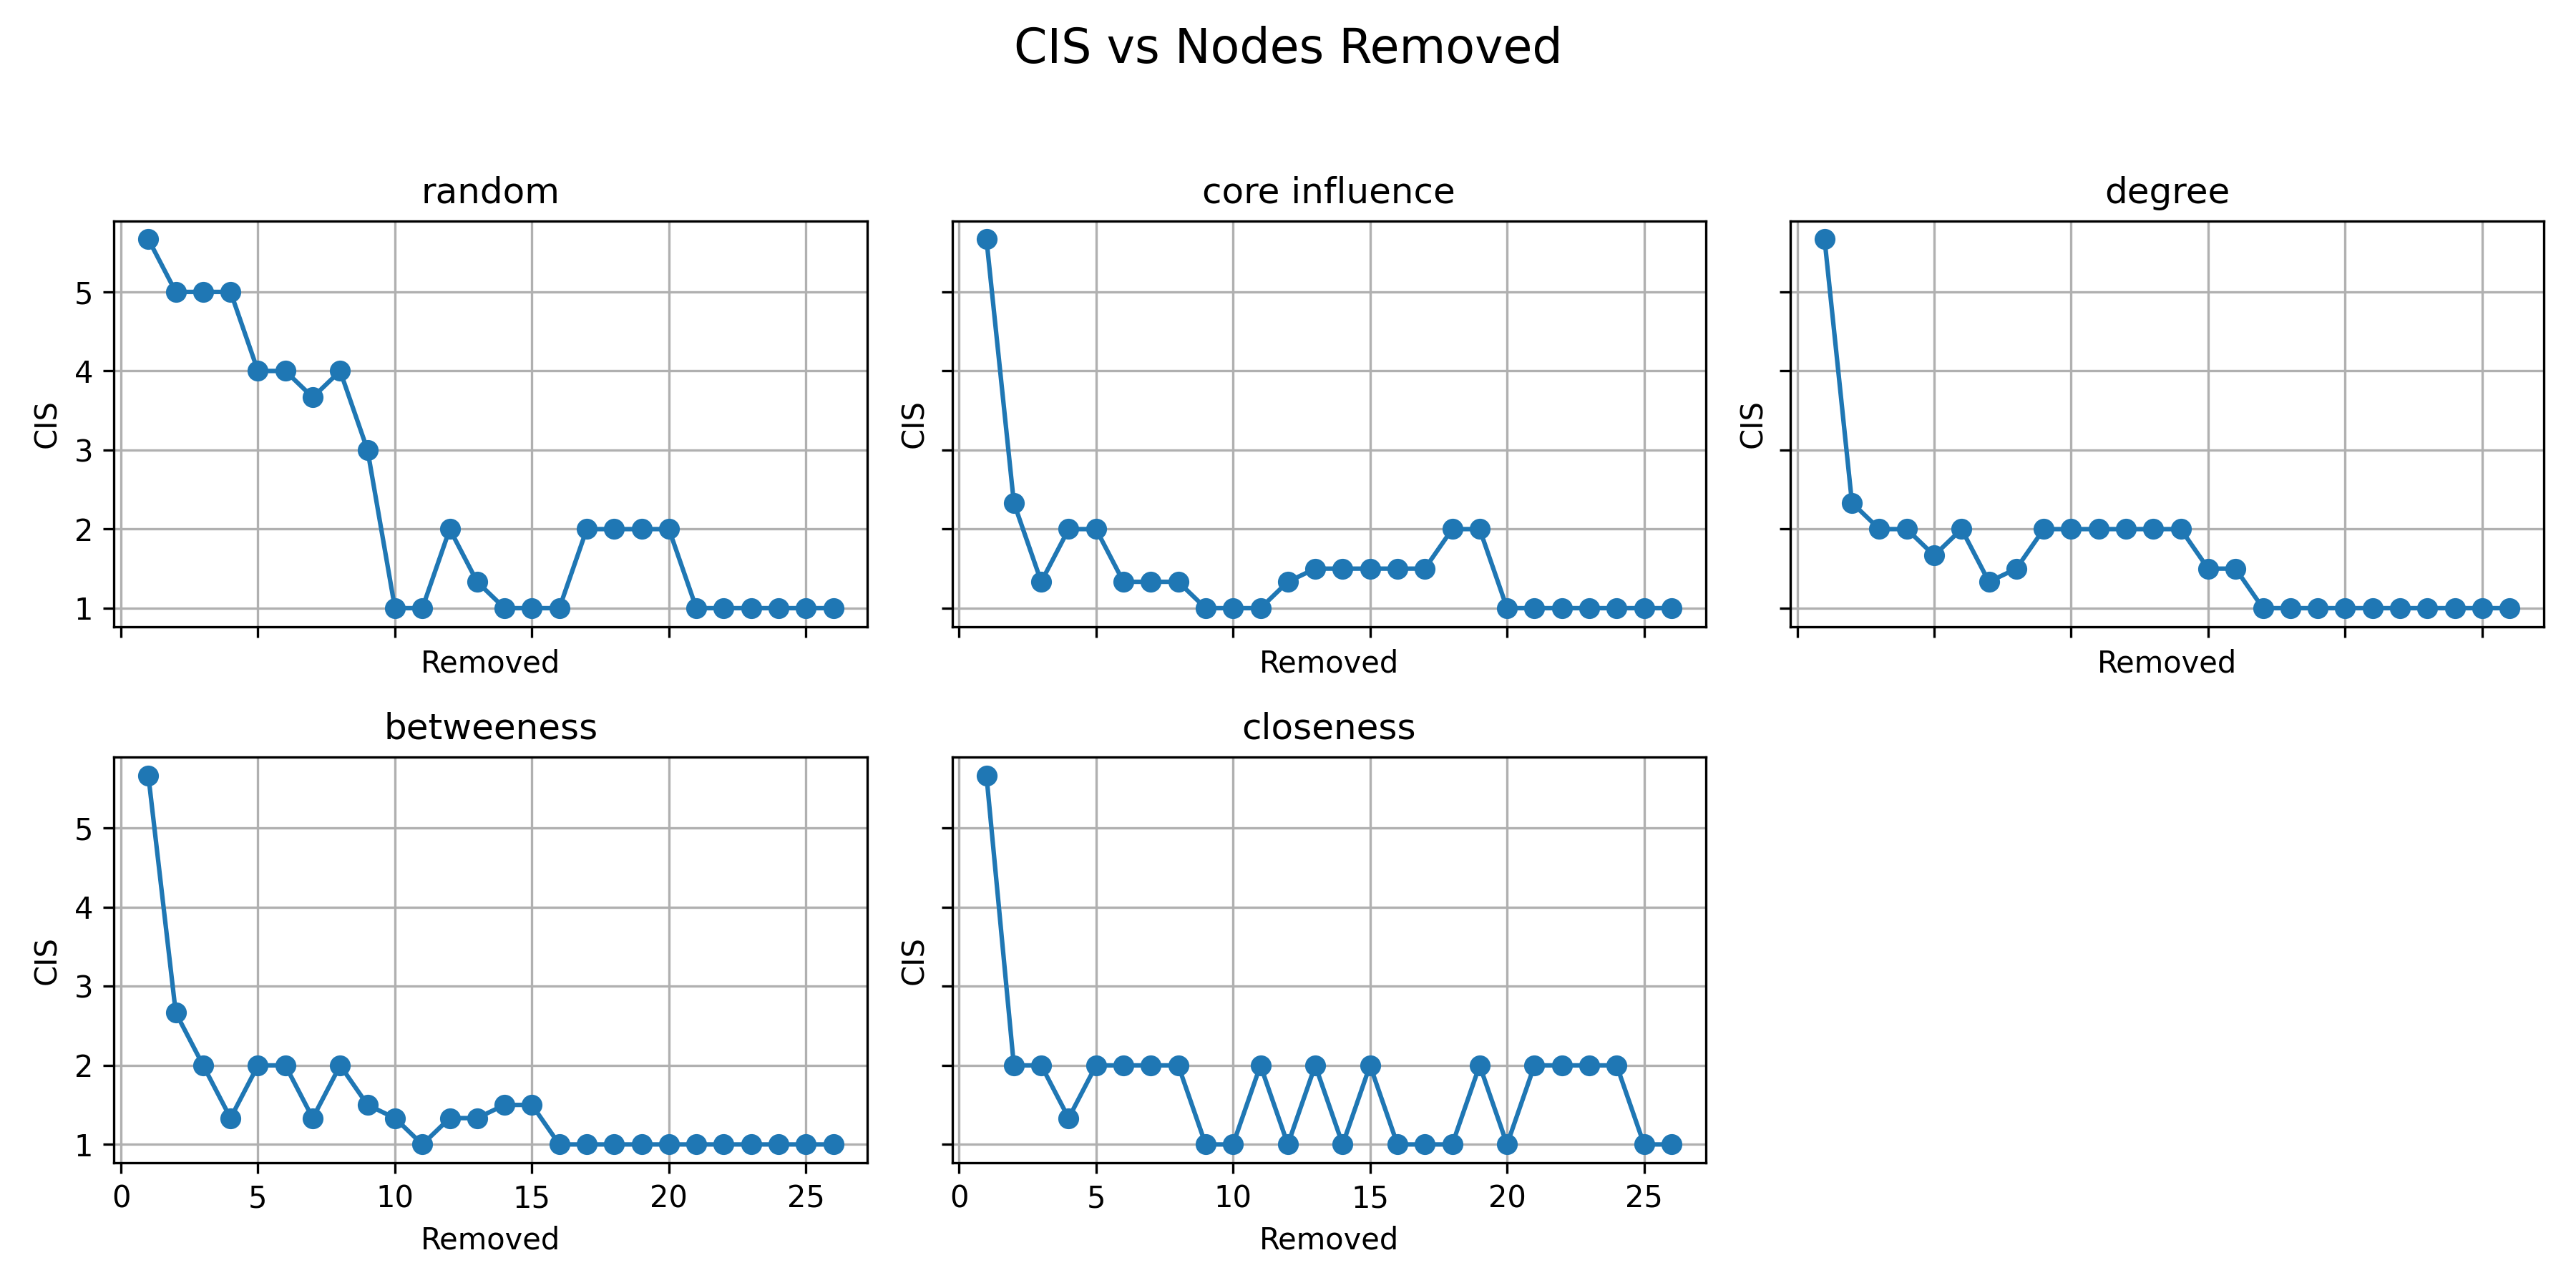 CIS vs Nodes Removed
random
core influence
degree
CIS
5
4
3
2
1
CIS
CIS
Removed
Removed
Removed
betweeness
closeness
CIS
5
4
3
2
1
CIS
0 5 10 15 20 25
0 5 10 15 20 25
Removed
Removed